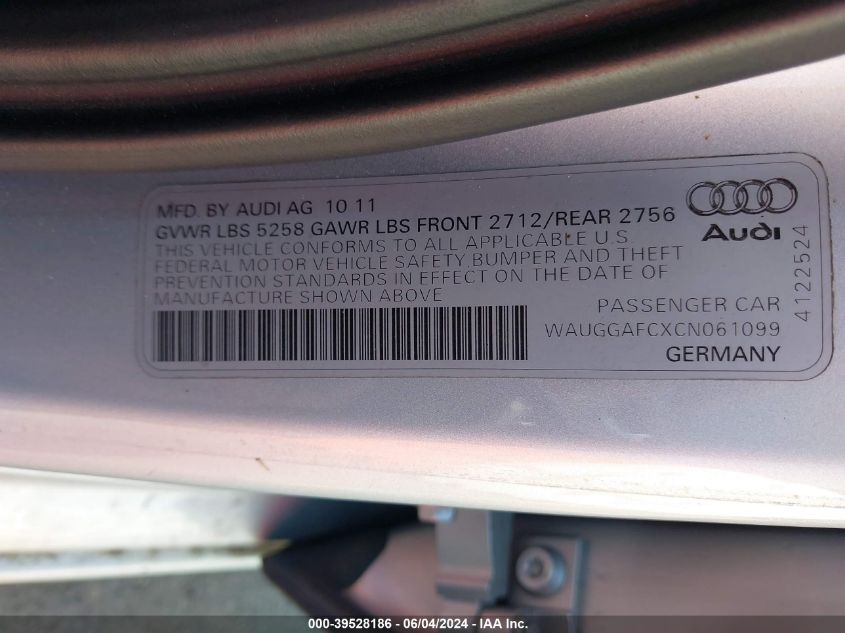 MFD. BY AUDI AG 10 11
GVWR LBS 5258 GAWR LBS FRONT 2712/REAR 2756
THIS VEHICLE CONFORMS TO ALL APPLICABLE U.S.
FEDERAL MOTOR VEHICLE SAFETY, BUMPER AND THEFT
PREVENTION STANDARDS IN EFFECT ON THE DATE OF
MANUFACTURE SHOWN ABOVE
Audi
4122524
PASSENGER CAR
WAUGGAFCXCN061099
GERMANY
000-39528186 - 06/04/2024 - IAA Inc.